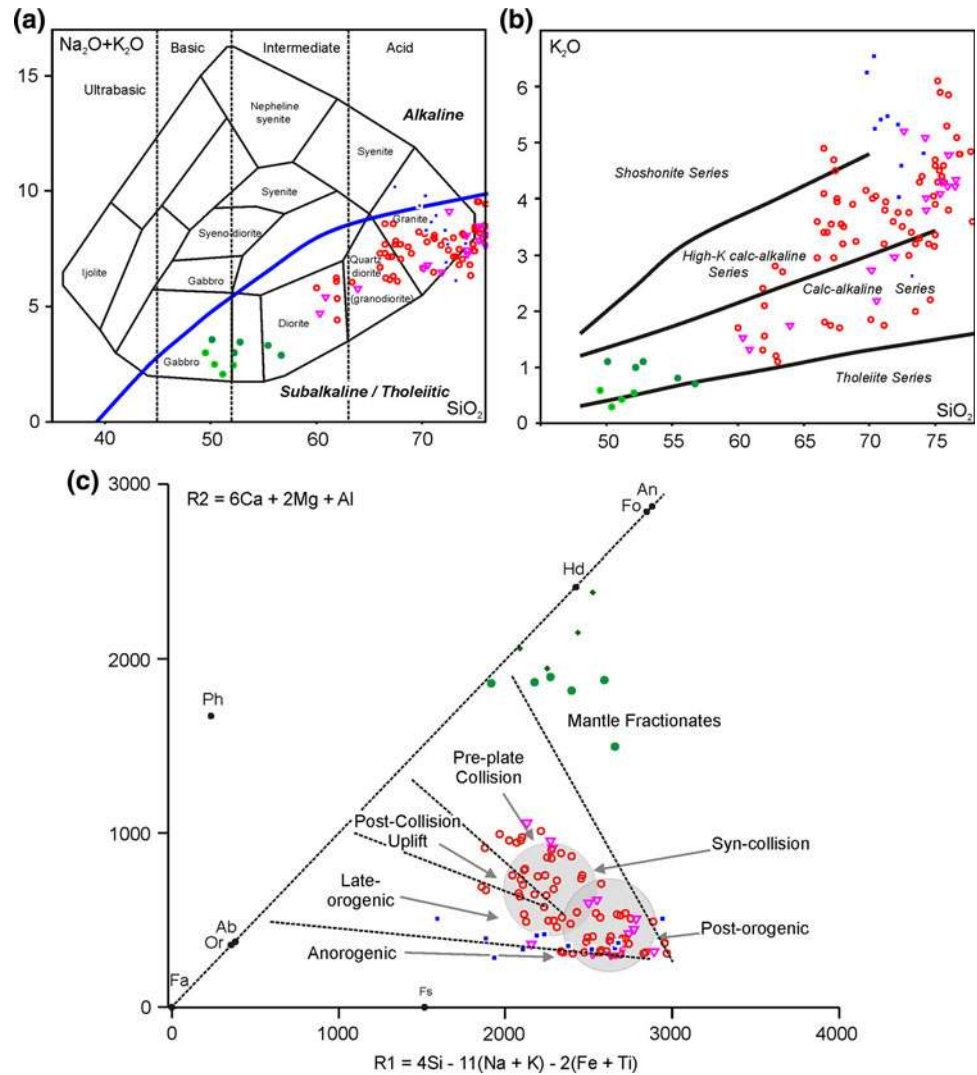 (a)
Na₂O+K₂O
Basic
Intermediate
Acid
Ultrabasic
Nepheline
syenite
Alkaline
Syenite
Syenite
Syeno-diorite
Granite
Ijolite
Gabbro
Quartz
diorite
(granodiorite)
Gabbro
Diorite
Subalkaline / Tholeiitic
SiO₂
15
10
5
0
40
50
60
70
(b)
K₂O
Shoshonite Series
High-K calc-alkaline
Series
Calc-alkaline Series
Tholeiite Series
SiO₂
7
6
5
4
3
2
1
0
50
55
60
65
70
75
(c)
3000
R2 = 6Ca + 2Mg + Al
An
Fo
Hd
2000
Ph
Mantle Fractionates
Pre-plate
Collision
1000
Post-Collision
Uplift
Syn-collision
Late-
orogenic
Ab
Or
Post-orogenic
Anorogenic
Fa
Fs
0
0
1000
2000
3000
4000
R1 = 4Si - 11(Na + K) - 2(Fe + Ti)